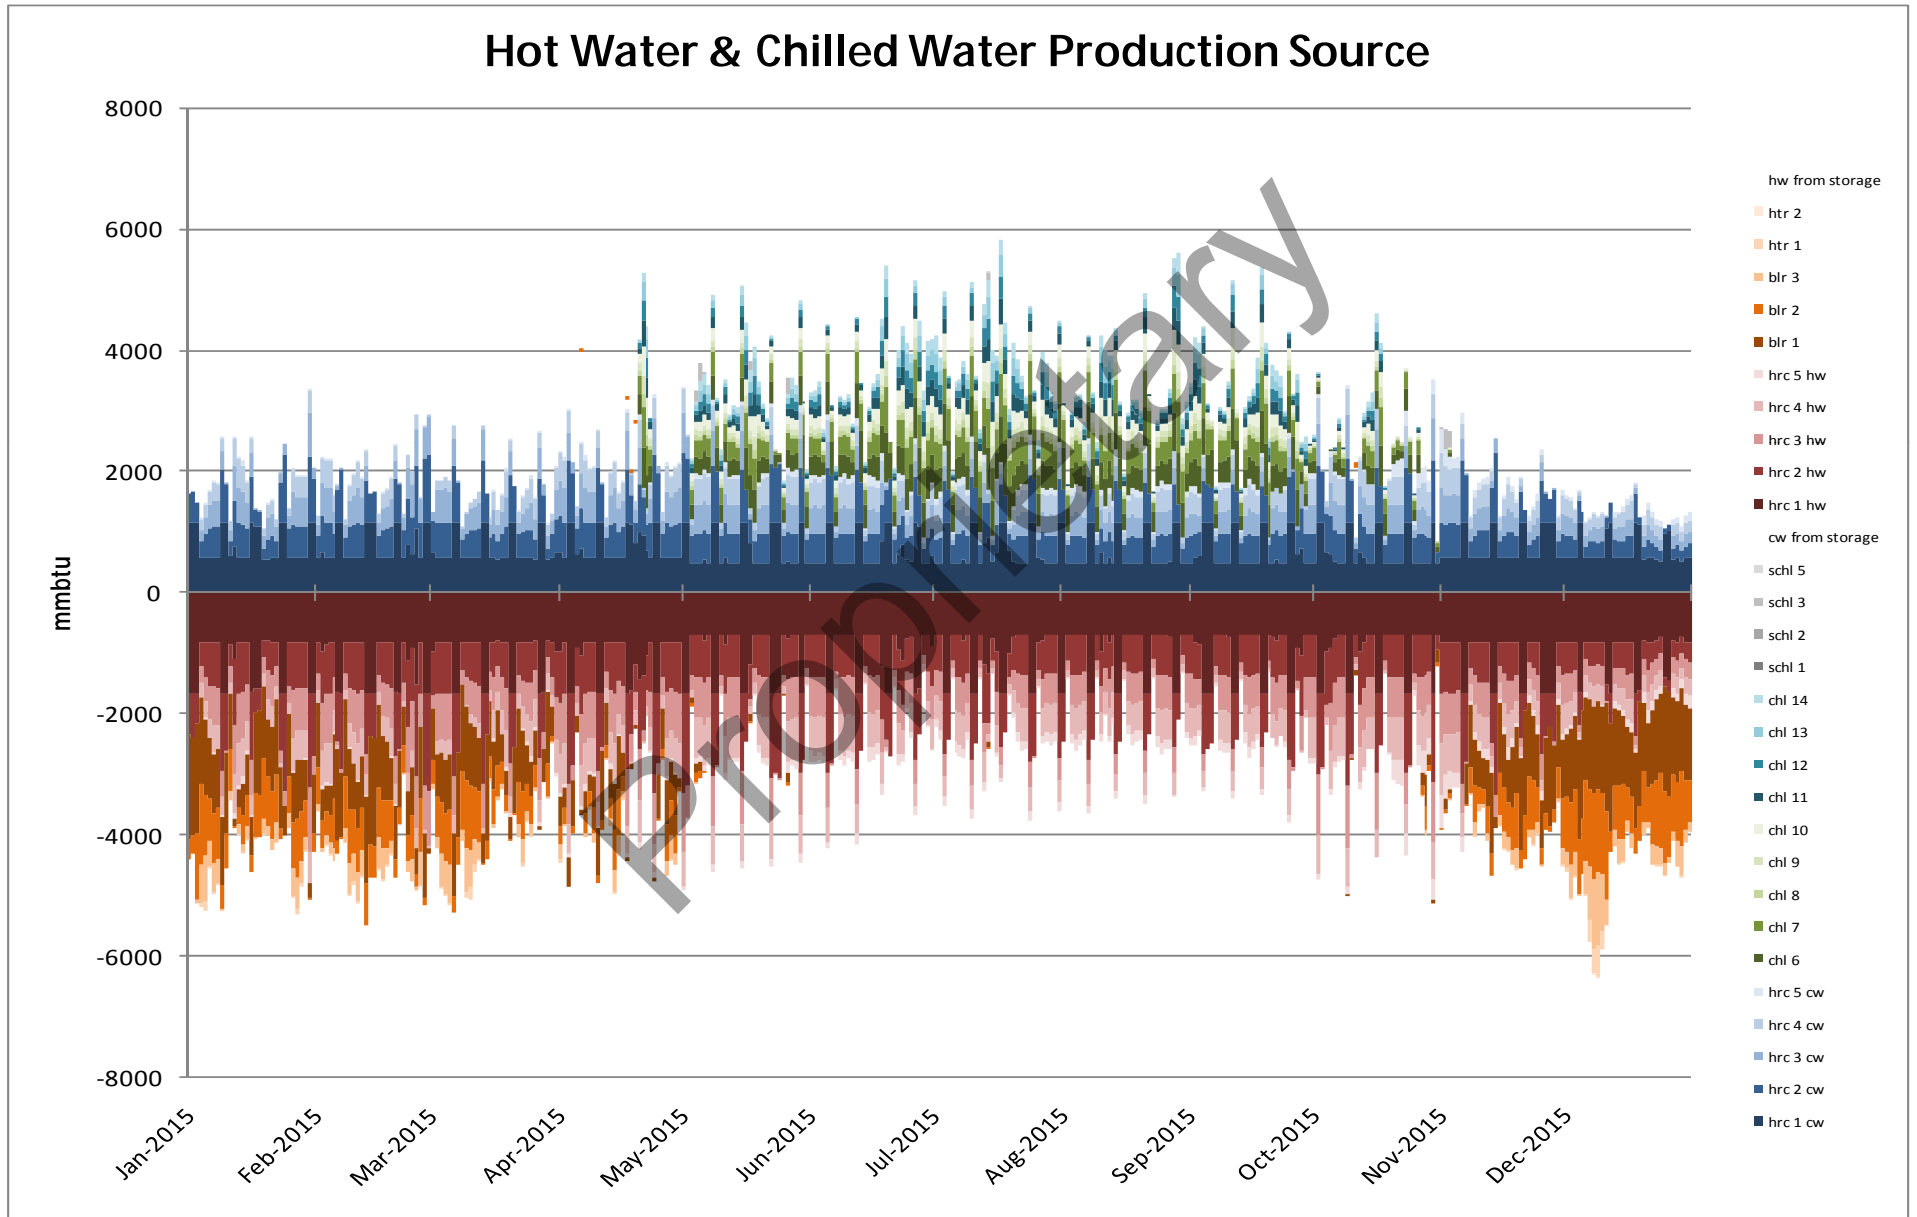 Hot Water & Chilled Water Production Source
8000
6000
4000
2000
0
-2000
-4000
-6000
-8000
mmbtu
Jan-2015
Feb-2015
Mar-2015
Apr-2015
May-2015
Jun-2015
Jul-2015
Aug-2015
Sep-2015
Oct-2015
Nov-2015
Dec-2015
hw from storage
htr 2
htr 1
blr 3
blr 2
blr 1
hrc 5 hw
hrc 4 hw
hrc 3 hw
hrc 2 hw
hrc 1 hw
cw from storage
schl 5
schl 3
schl 2
schl 1
chl 14
chl 13
chl 12
chl 11
chl 10
chl 9
chl 8
chl 7
chl 6
hrc 5 cw
hrc 4 cw
hrc 3 cw
hrc 2 cw
hrc 1 cw
Proprietary